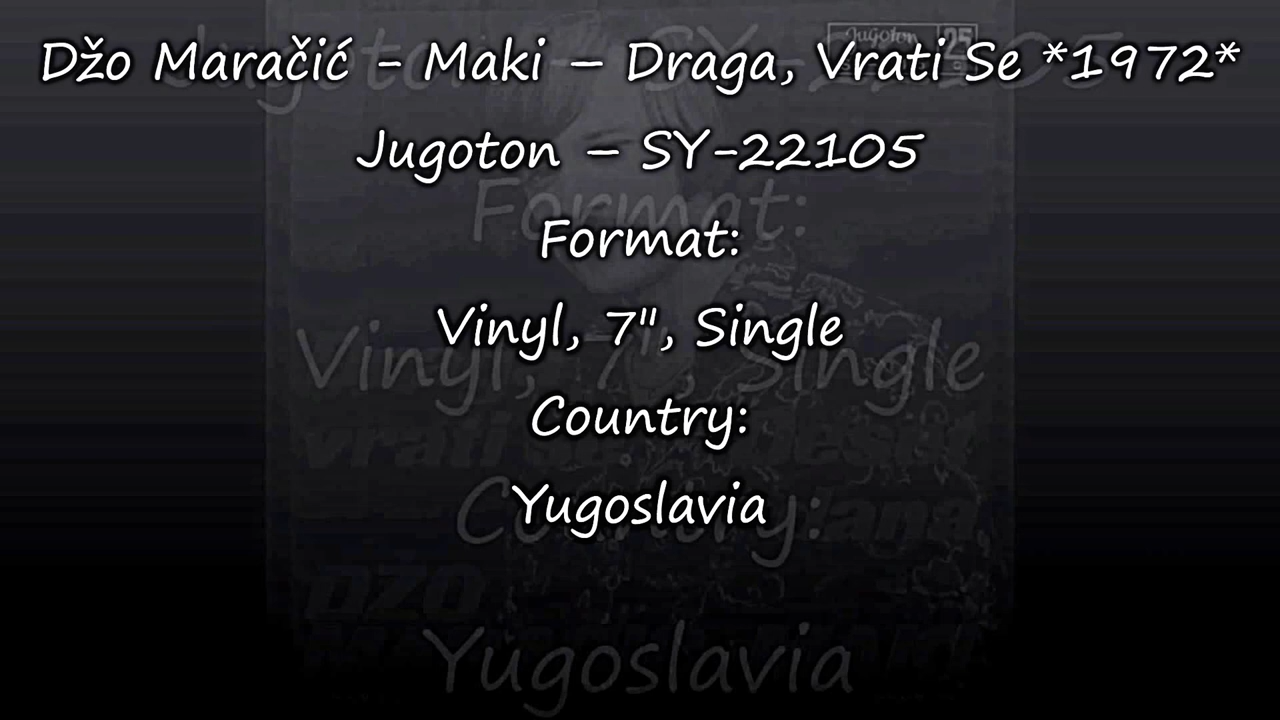 Džo Maračić - Maki – Draga, Vrati Se *1972*
Jugoton – SY-22105
Format:
Vinyl, 7", Single
Country:
Yugoslavia